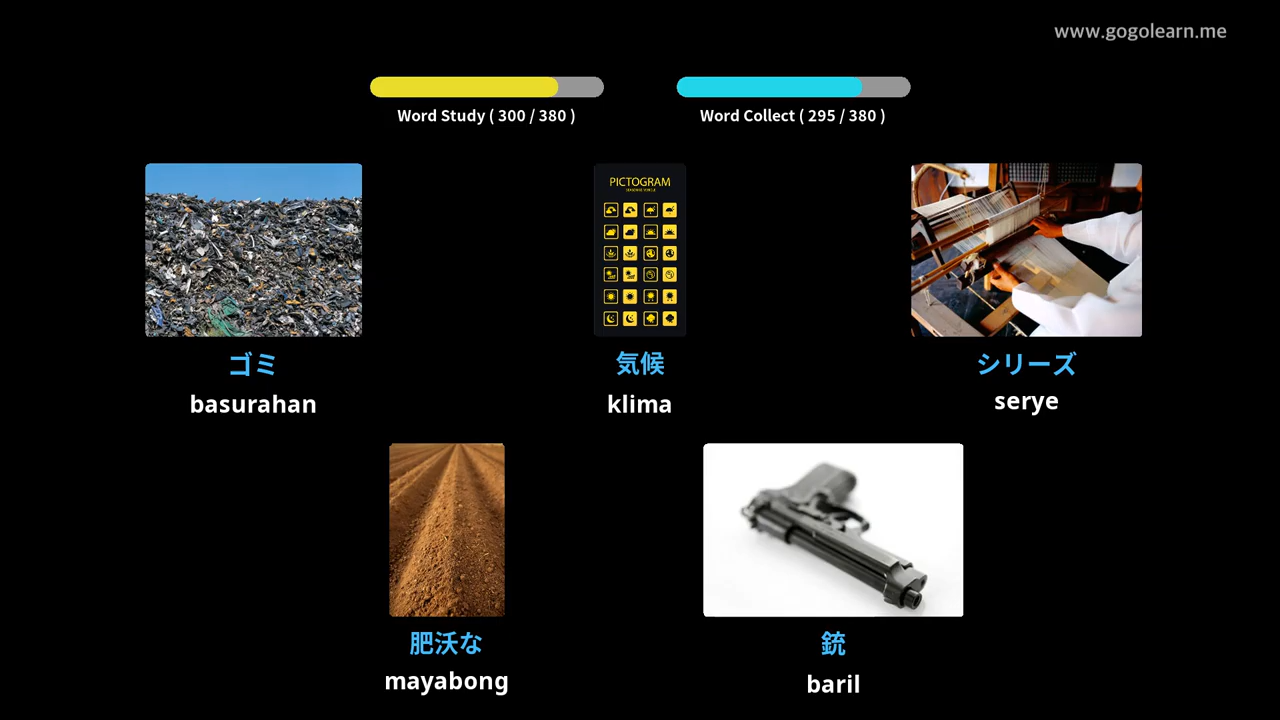 www.gogolearn.me
Word Study ( 300 / 380 )
Word Collect ( 295 / 380 )
PICTOGRAM
ゴミ
basurahan
気候
klima
シリーズ
serye
肥沃な
mayabong
銃
baril